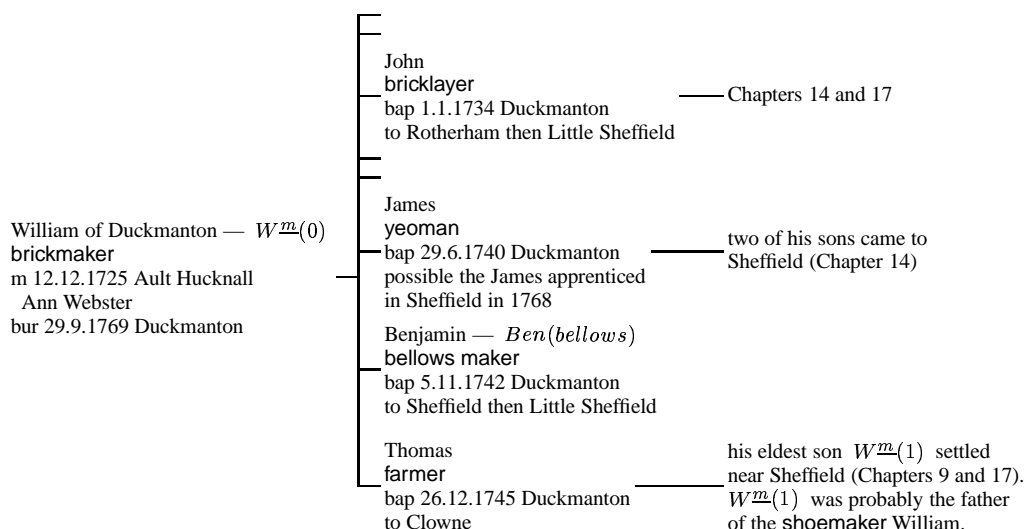 William of Duckmanton — Wm(0)
brickmaker
m 12.12.1725 Ault Hucknall
Ann Webster
bur 29.9.1769 Duckmanton
John
bricklayer
bap 1.1.1734 Duckmanton
to Rotherham then Little Sheffield
Chapters 14 and 17
James
yeoman
bap 29.6.1740 Duckmanton
possible the James apprenticed
in Sheffield in 1768
two of his sons came to
Sheffield (Chapter 14)
Benjamin — Ben(bellows)
bellows maker
bap 5.11.1742 Duckmanton
to Sheffield then Little Sheffield
Thomas
farmer
bap 26.12.1745 Duckmanton
to Clowne
his eldest son Wm(1) settled
near Sheffield (Chapters 9 and 17).
Wm(1) was probably the father
of the shoemaker William.